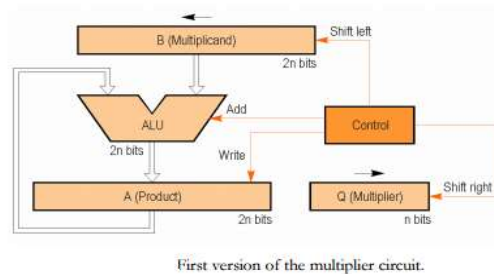 B (Multiplicand)
Shift left
2n bits
Add
ALU
Control
2n bits
Write
Shift right
A (Product)
Q (Multiplier)
2n bits
n bits
First version of the multiplier circuit.